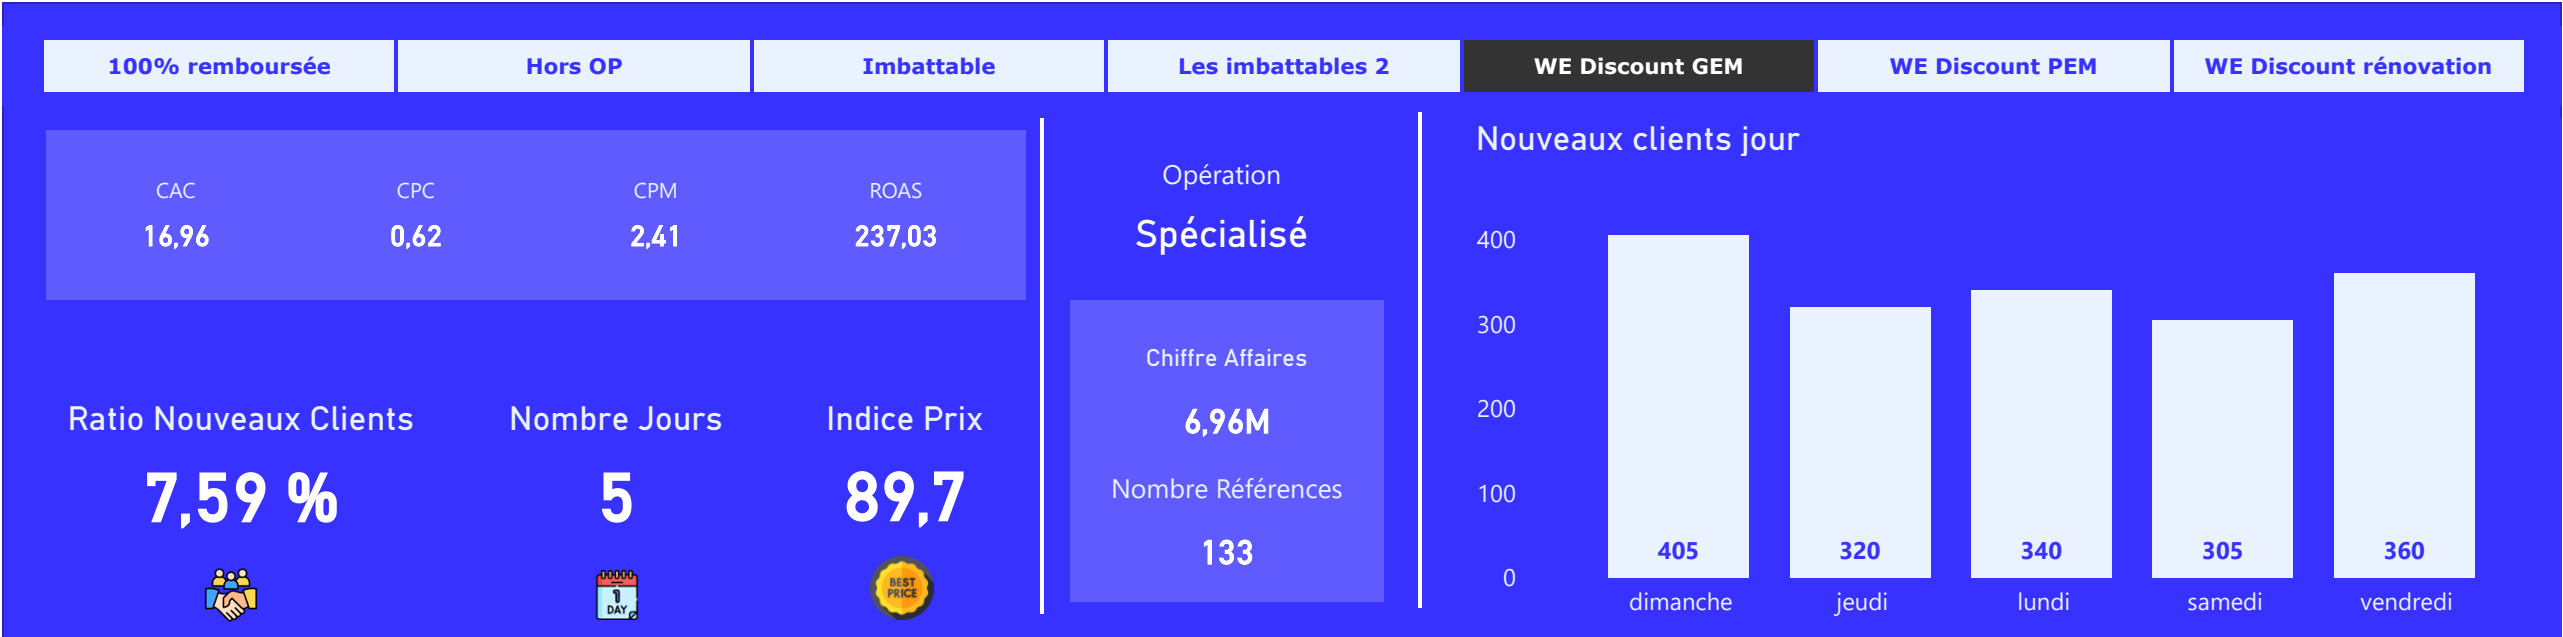 100% remboursée
Hors OP
Imbattable
Les imbattables 2
WE Discount GEM
WE Discount PEM
WE Discount rénovation
CAC
CPC
CPM
ROAS
16,96
0,62
2,41
237,03
Ratio Nouveaux Clients
Nombre Jours
Indice Prix
7,59 %
5
89,7
1
DAY
BEST
PRICE
Opération
Spécialisé
Chiffre Affaires
6,96M
Nombre Références
133
Nouveaux clients jour
400
300
200
100
0
405
320
340
305
360
dimanche
jeudi
lundi
samedi
vendredi